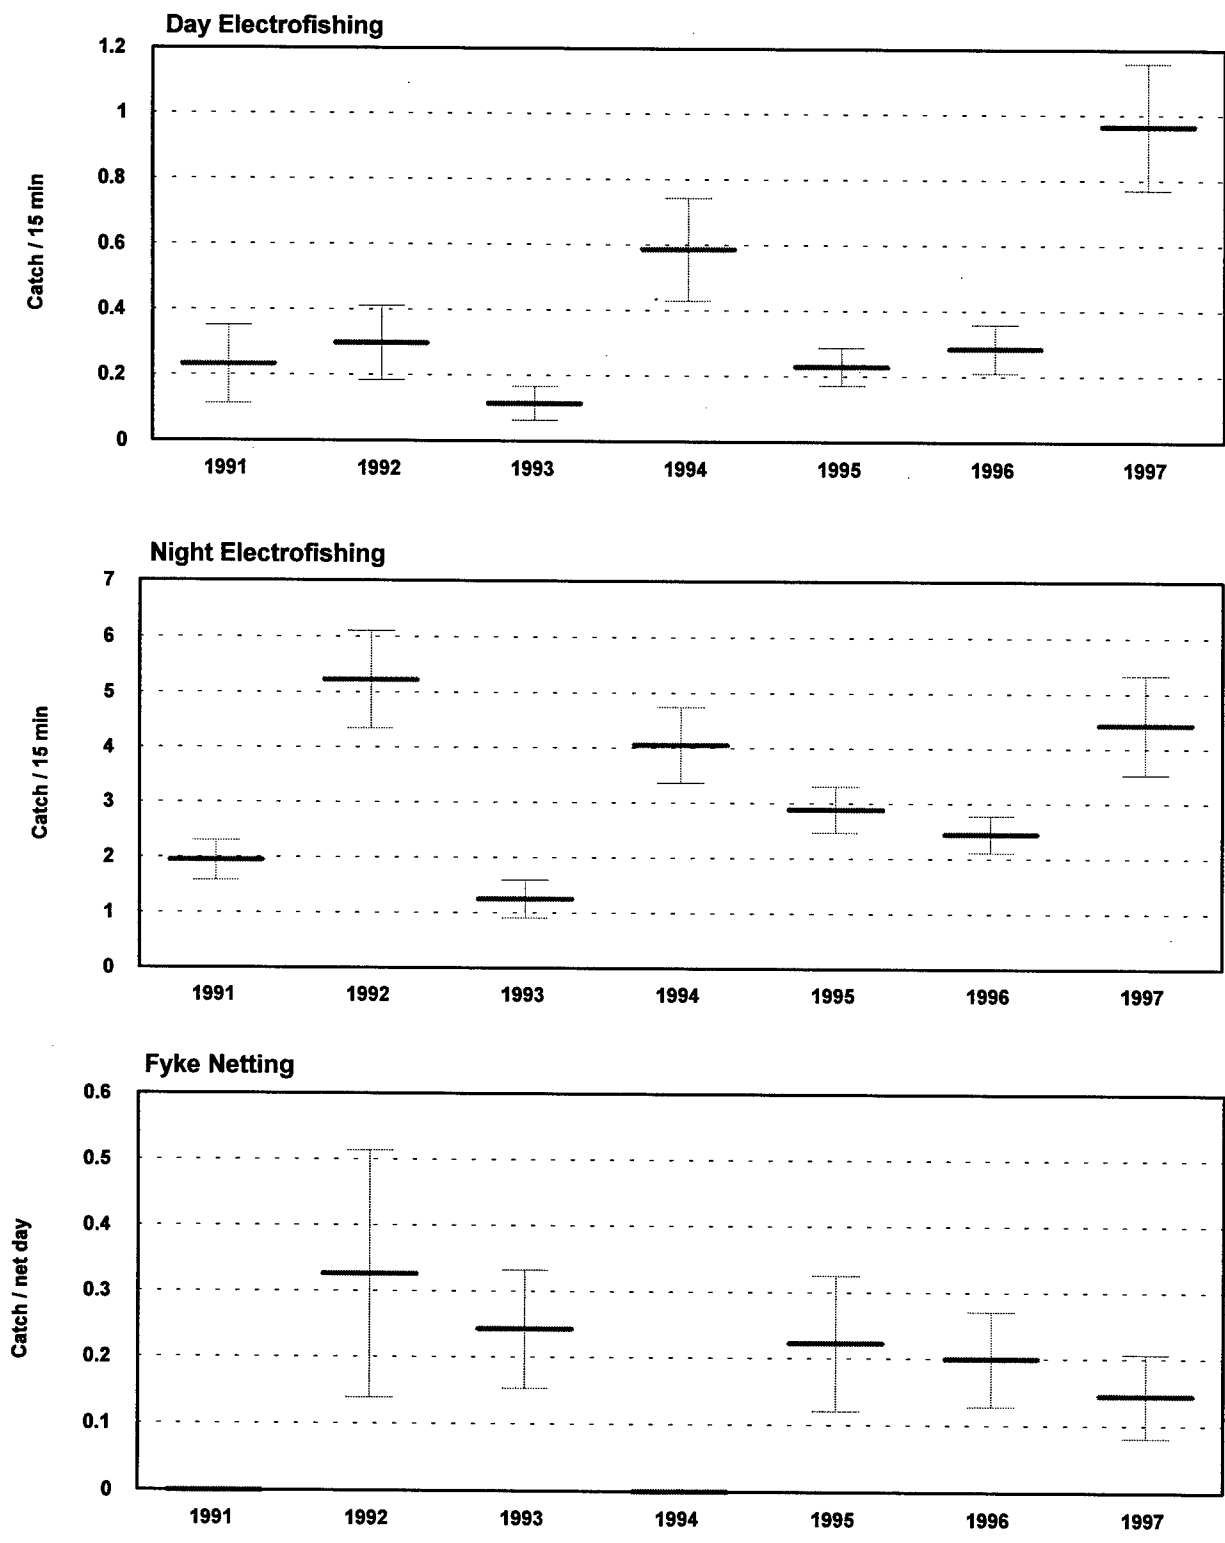 Day Electrofishing
1.2
1
0.8
0.6
0.4
0.2
0
Catch / 15 min
1991 1992 1993 1994 1995 1996 1997
Night Electrofishing
7
6
5
4
3
2
1
0
Catch / 15 min
1991 1992 1993 1994 1995 1996 1997
Fyke Netting
0.6
0.5
0.4
0.3
0.2
0.1
0
Catch / net day
1991 1992 1993 1994 1995 1996 1997